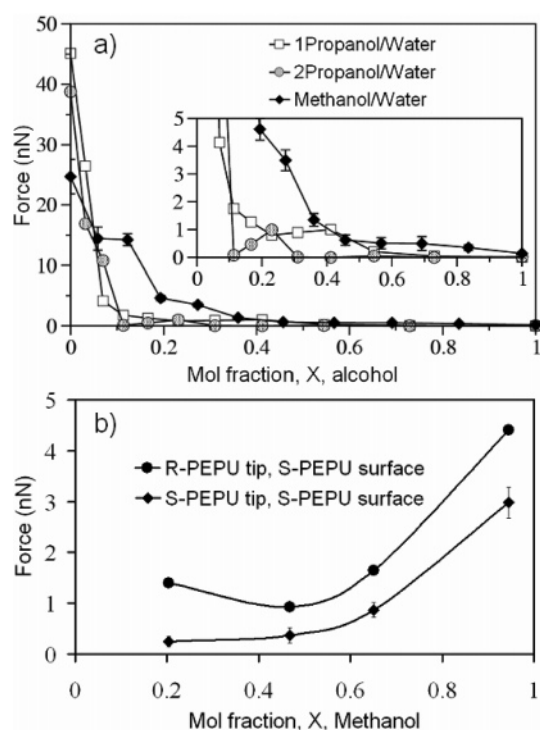 a)
1Propanol/Water
2Propanol/Water
Methanol/Water
Force (nN)
50
40
30
20
10
0
5
4
3
2
1
0
0 0.2 0.4 0.6 0.8 1
0 0.2 0.4 0.6 0.8 1
Mol fraction, X, alcohol
b)
R-PEPU tip, S-PEPU surface
S-PEPU tip, S-PEPU surface
Force (nN)
5
4
3
2
1
0
0 0.2 0.4 0.6 0.8 1
Mol fraction, X, Methanol